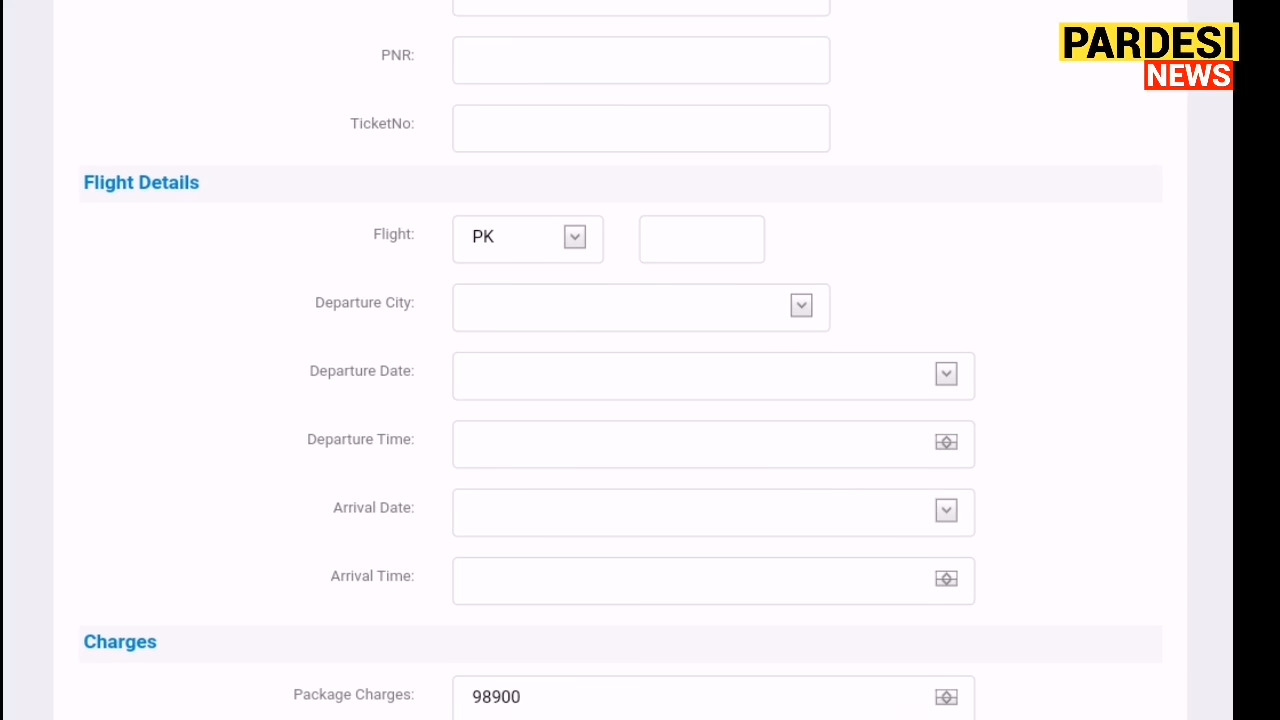 PARDESI
NEWS
PNR:
TicketNo:
Flight Details
Flight: PK
Departure City:
Departure Date:
Departure Time:
Arrival Date:
Arrival Time:
Charges
Package Charges: 98900